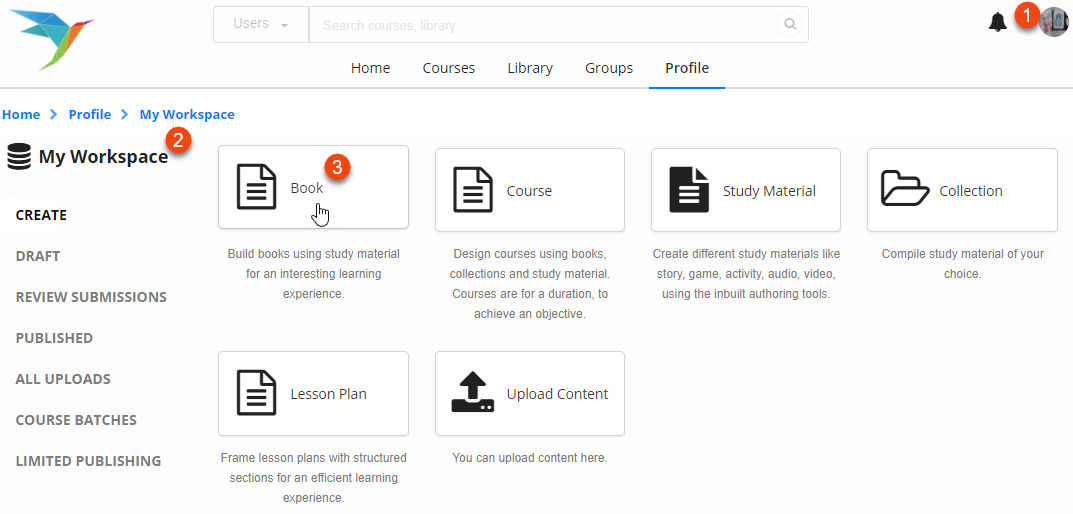 Users
Search courses, library
1
Home Courses Library Groups Profile
Home Profile My Workspace
2
My Workspace
CREATE
DRAFT
REVIEW SUBMISSIONS
PUBLISHED
ALL UPLOADS
COURSE BATCHES
LIMITED PUBLISHING
3
Book
Build books using study material
for an interesting learning
experience.
Course
Design courses using books,
collections and study material.
Courses are for a duration, to
achieve an objective.
Study Material
Create different study materials like
story, game, activity, audio, video,
using the inbuilt authoring tools.
Collection
Compile study material of your
choice.
Lesson Plan
Frame lesson plans with structured
sections for an efficient learning
experience.
Upload Content
You can upload content here.